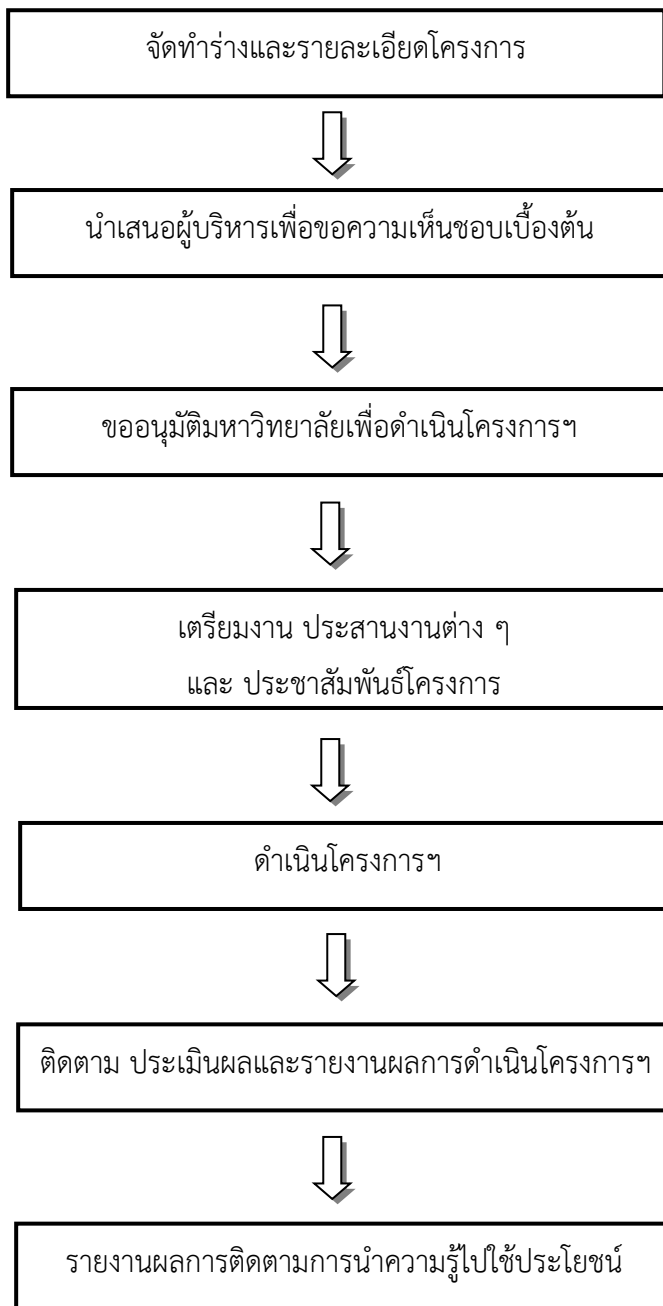 จัดทำร่างและรายละเอียดโครงการ
นำเสนอผู้บริหารเพื่อขอความเห็นชอบเบื้องต้น
ขออนุมัติมหาวิทยาลัยเพื่อดำเนินโครงการฯ
เตรียมงาน ประสานงานต่าง ๆ
และ ประชาสัมพันธ์โครงการ
ดำเนินโครงการฯ
ติดตาม ประเมินผลและรายงานผลการดำเนินโครงการฯ
รายงานผลการติดตามการนำความรู้ไปใช้ประโยชน์